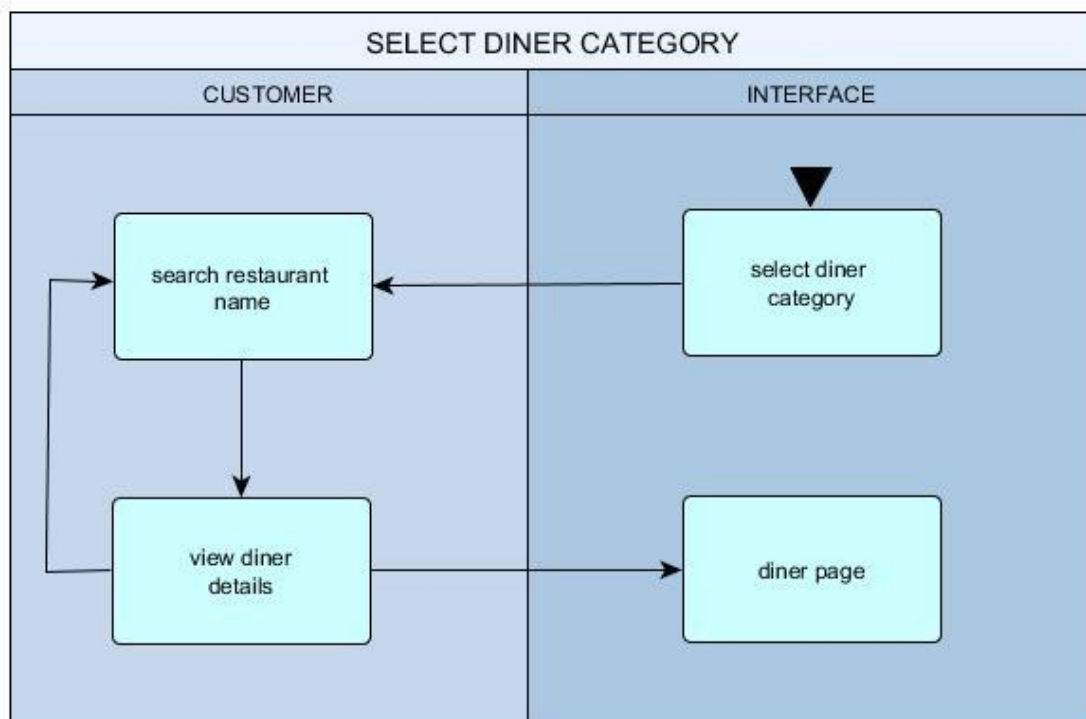 SELECT DINER CATEGORY
CUSTOMER
INTERFACE
search restaurant
name
select diner
category
view diner
details
diner page